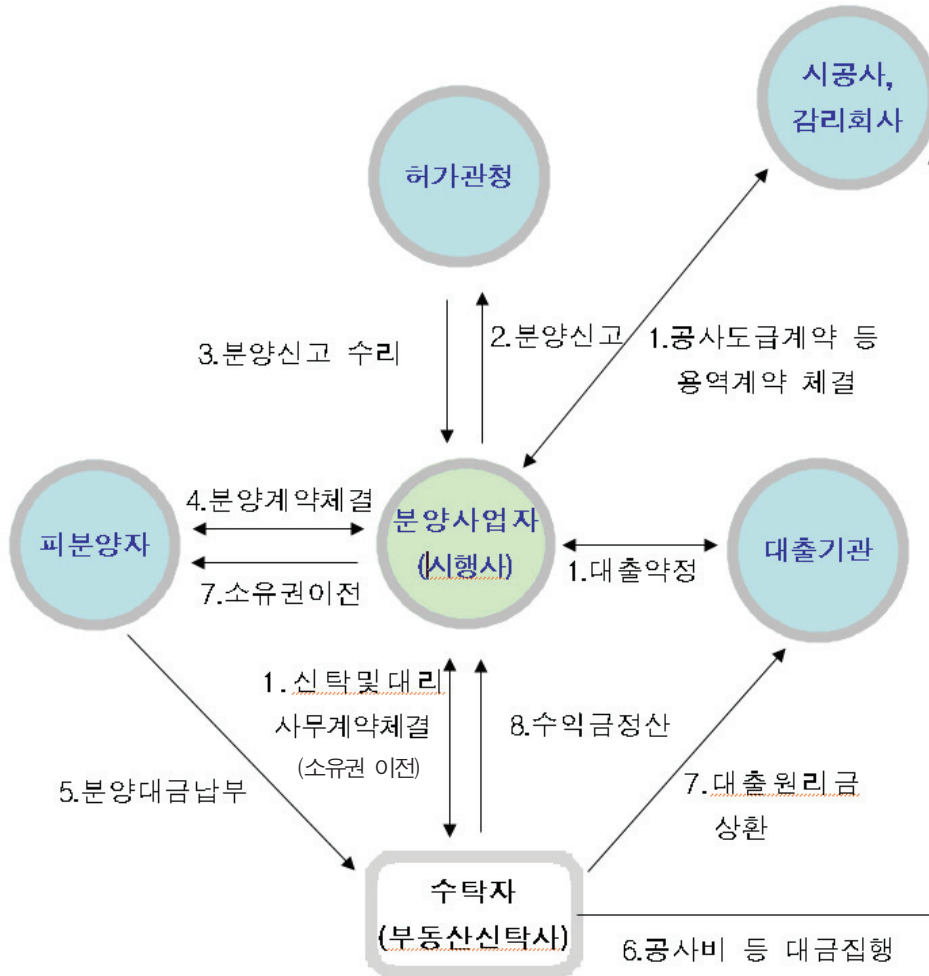 시공사,
감리회사
허가관청
3.분양신고 수리
2.분양신고
1.공사도급계약 등
용역계약 체결
피분양자
4.분양계약체결
7.소유권이전
분양사업자
(시행사)
1.대출약정
대출기관
1.신탁및대리
사무계약체결
(소유권 이전)
8.수익금정산
5.분양대금납부
7.대출원리금
상환
수탁자
(부동산신탁사)
6.공사비 등 대금집행